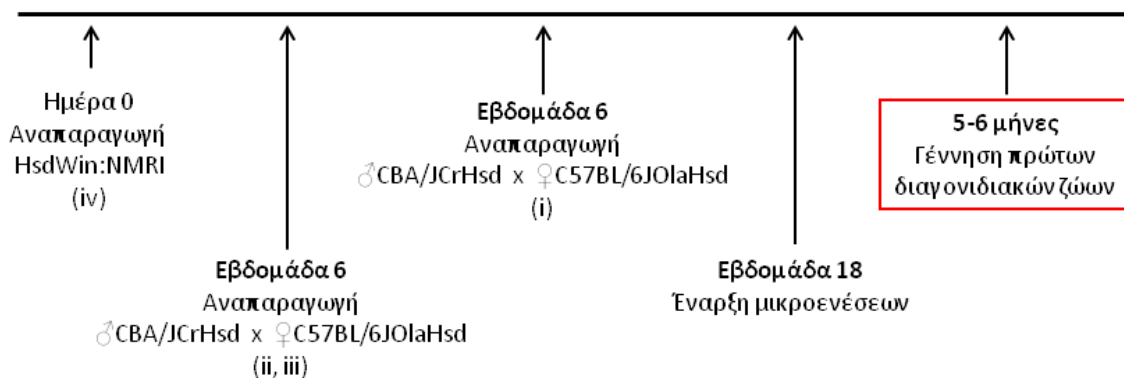 Ημέρα 0
Αναπαραγωγή
HsdWin:NMRI
(iv)
Εβδομάδα 6
Αναπαραγωγή
♂CBA/JCrHsd x ♀C57BL/6JOlaHsd
(ii, iii)
Εβδομάδα 6
Αναπαραγωγή
♂CBA/JCrHsd x ♀C57BL/6JOlaHsd
(i)
Εβδομάδα 18
Έναρξη μικροενέσεων
5-6 μήνες
Γέννηση πρώτων
διαγονιδιακών ζώων